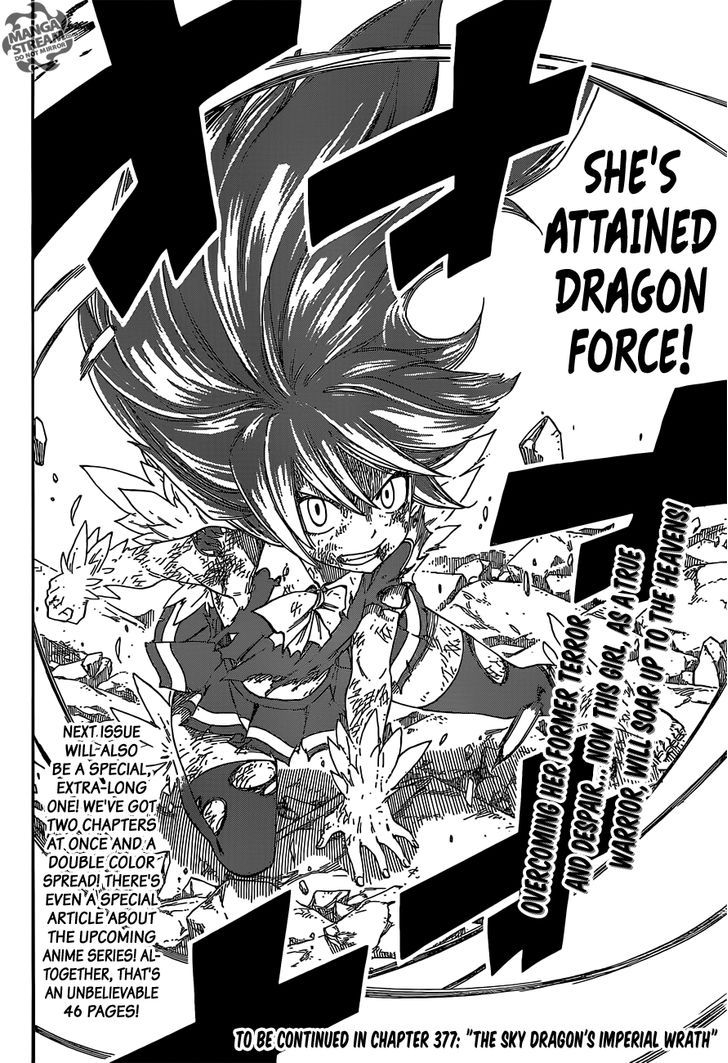 MANGA
STREAM
DO NOT MIRROR
SHE'S
ATTAINED
DRAGON
FORCE!
OVERCOMING HER FORMER TERROR
AND DESPAIR... NOW THIS GIRL, AS A TRUE
WARRIOR, WILL SOAR UP TO THE HEAVENS!
NEXT ISSUE
WILL ALSO
BE A SPECIAL,
EXTRA-LONG
ONE! WE'VE GOT
TWO CHAPTERS
AT ONCE AND A
DOUBLE COLOR
SPREAD! THERE'S
EVEN A SPECIAL
ARTICLE ABOUT
THE UPCOMING
ANIME SERIES! AL-
TOGETHER, THAT'S
AN UNBELIEVABLE
46 PAGES!
TO BE CONTINUED IN CHAPTER 377: "THE SKY DRAGON'S IMPERIAL WRATH"